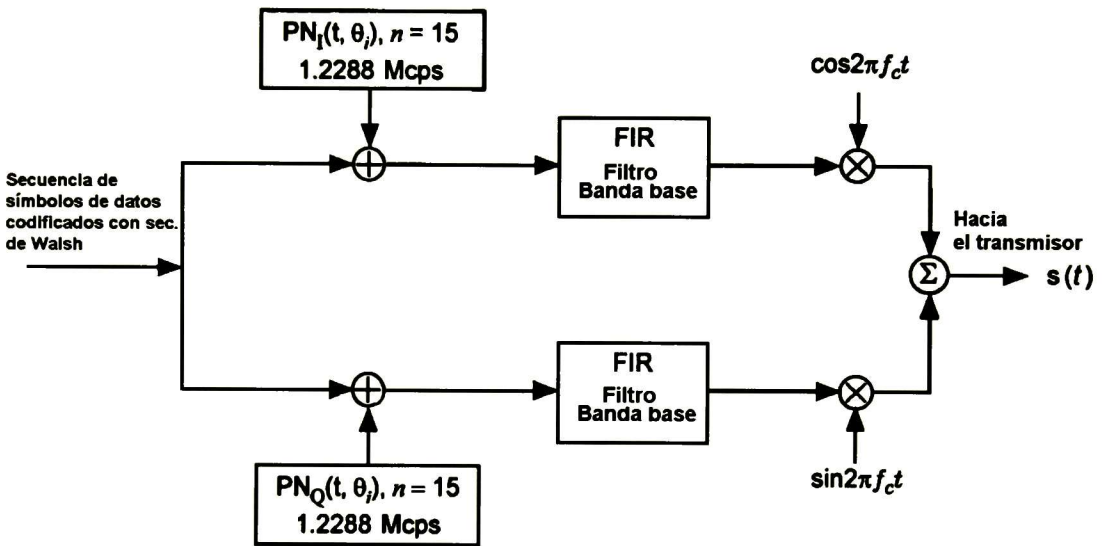 PN_I(t, θ_i), n = 15
1.2288 Mcps
cos2πf_ct
FIR
Filtro
Banda base
Secuencia de
símbolos de datos
codificados con sec.
de Walsh
Hacia
el transmisor
Σ
s(t)
FIR
Filtro
Banda base
PN_Q(t, θ_i), n = 15
1.2288 Mcps
sin2πf_ct